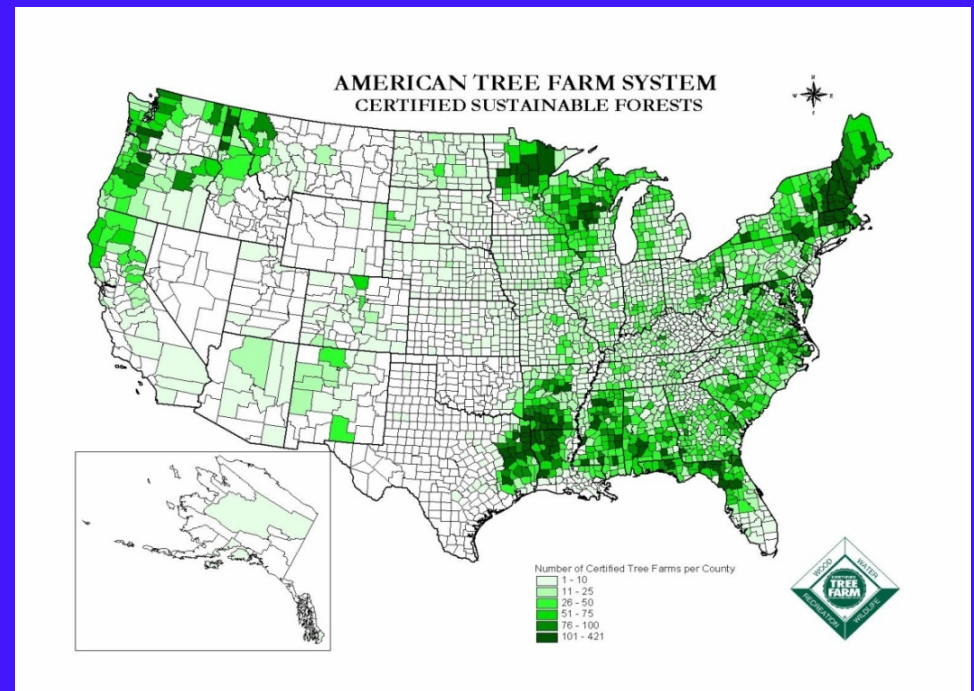 AMERICAN TREE FARM SYSTEM
CERTIFIED SUSTAINABLE FORESTS
N
W E
S
Number of Certified Tree Farms per County
1 - 10
11 - 25
26 - 50
51 - 75
76 - 100
101 - 421
WOOD
WATER
CERTIFIED
TREE
FARM
RECREATION
WILDLIFE